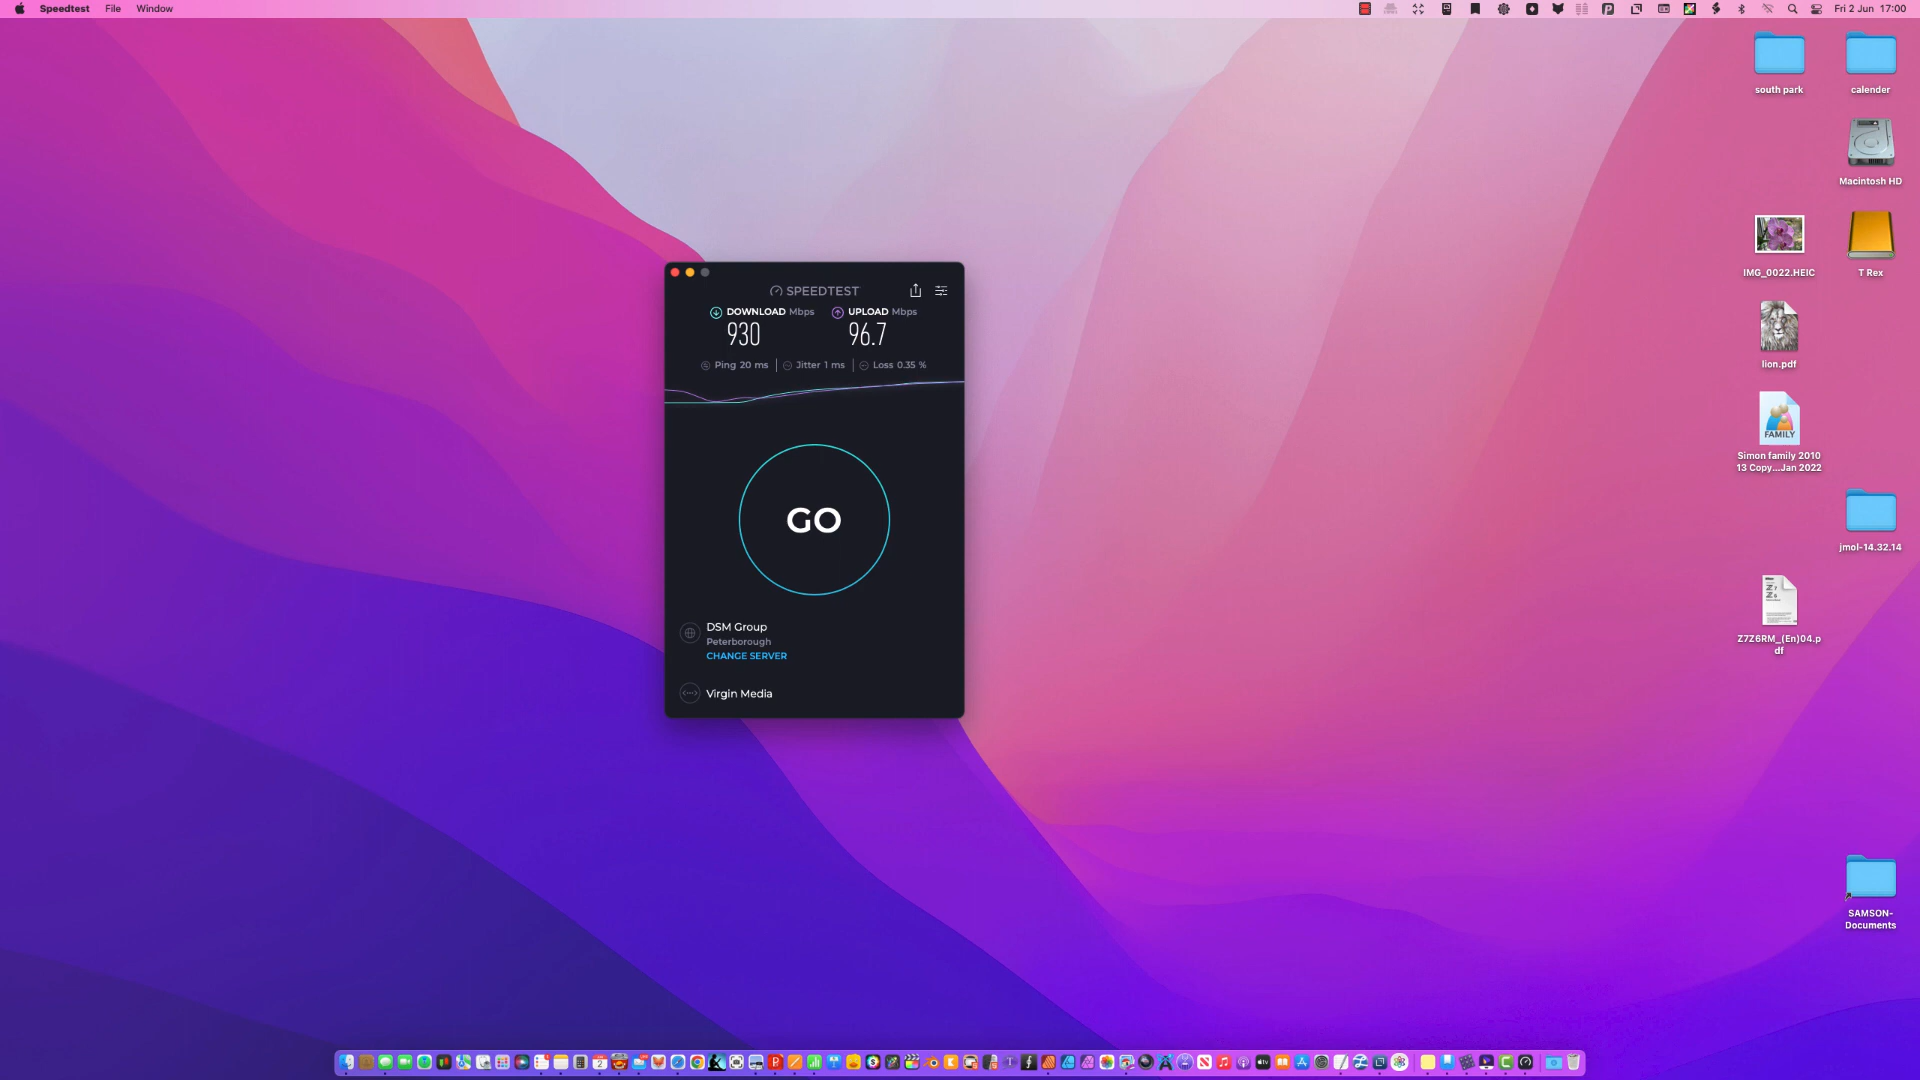 Speedtest File Window
Fri 2 Jun 17:00
south park
calender
Macintosh HD
IMG_0022.HEIC
T Rex
lion.pdf
FAMILY
Simon family 2010
13 Copy...Jan 2022
jmol-14.32.14
Z7Z6RM_(En)04.p
df
SAMSON-
Documents
SPEEDTEST
DOWNLOAD Mbps
UPLOAD Mbps
930
96.7
Ping 20 ms
Jitter 1 ms
Loss 0.35 %
GO
DSM Group
Peterborough
CHANGE SERVER
Virgin Media